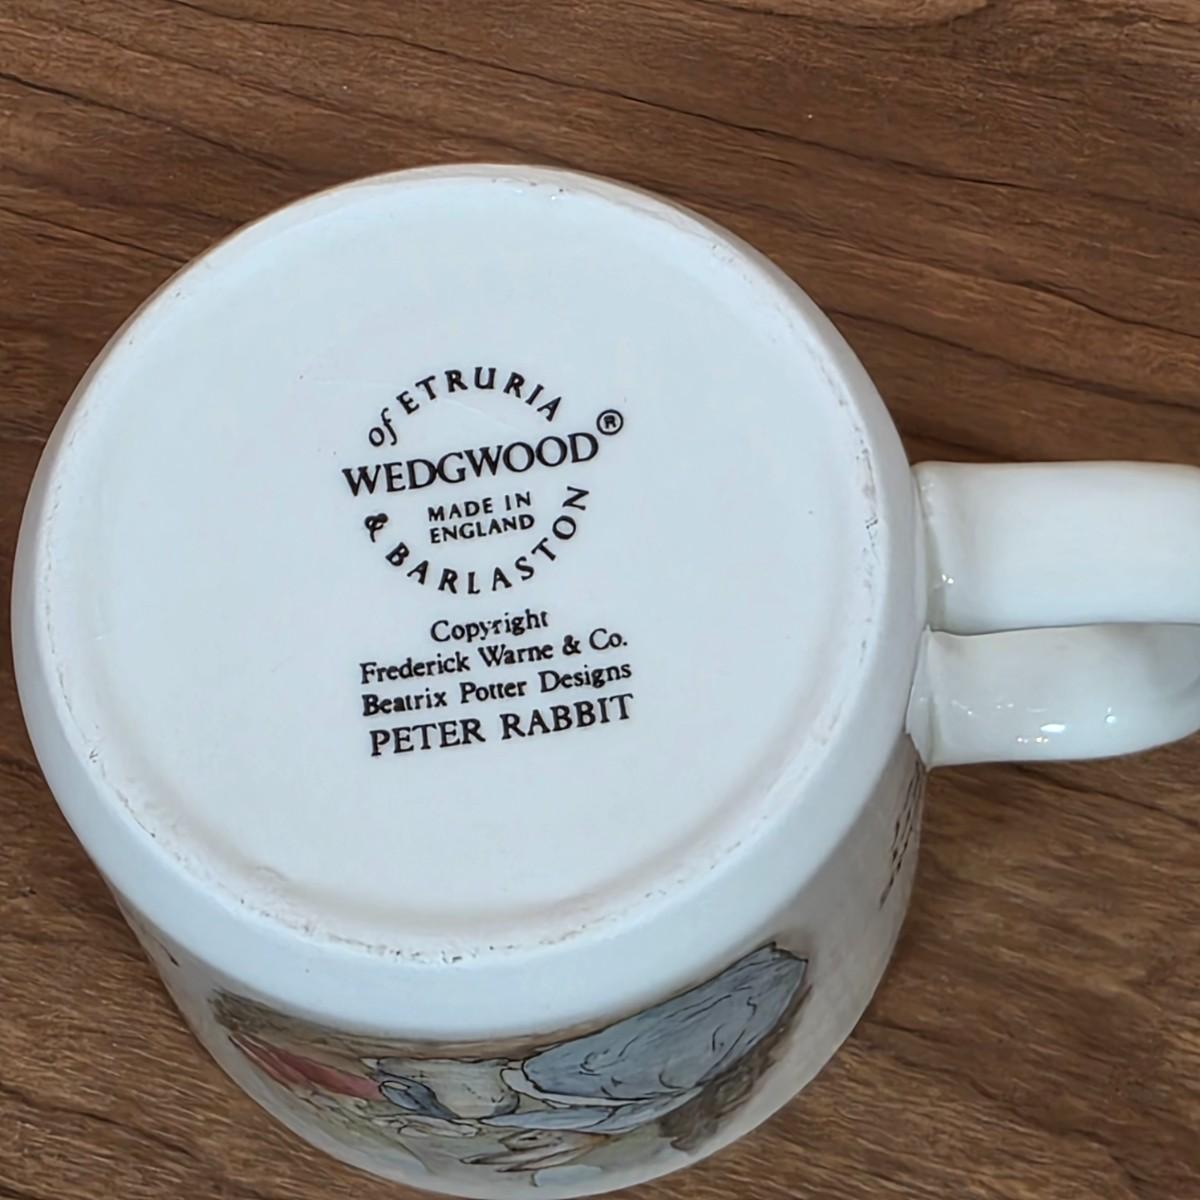 of ETRURIA
WEDGWOOD®
MADE IN
ENGLAND
& BARLASTON
Copyright
Frederick Warne & Co.
Beatrix Potter Designs
PETER RABBIT